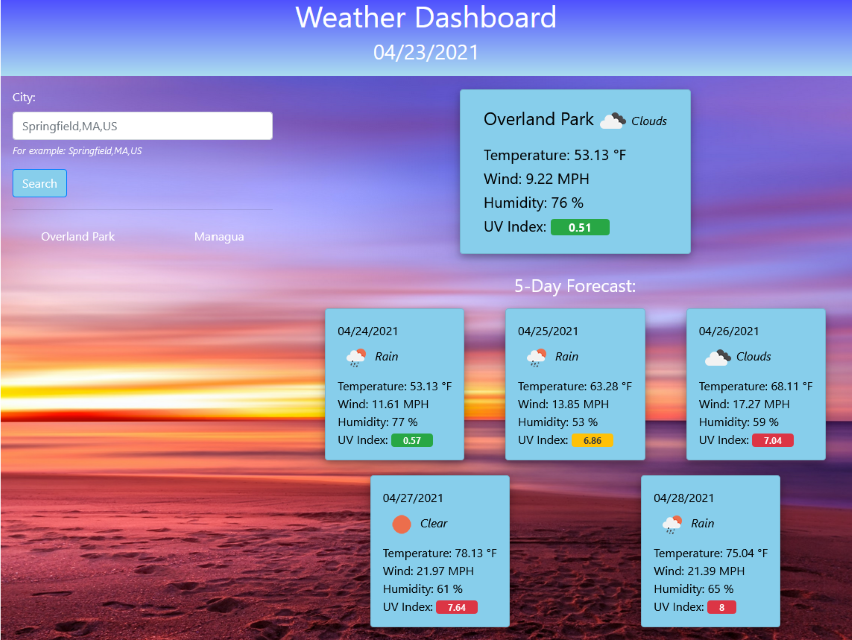 Weather Dashboard
04/23/2021
City:
Springfield,MA,US
For example: Springfield,MA,US
Search
Overland Park
Managua
Overland Park Clouds
Temperature: 53.13 °F
Wind: 9.22 MPH
Humidity: 76 %
UV Index: 0.51
5-Day Forecast:
04/24/2021
Rain
Temperature: 53.13 °F
Wind: 11.61 MPH
Humidity: 77 %
UV Index: 0.57
04/25/2021
Rain
Temperature: 63.28 °F
Wind: 13.85 MPH
Humidity: 53 %
UV Index: 6.86
04/26/2021
Clouds
Temperature: 68.11 °F
Wind: 17.27 MPH
Humidity: 59 %
UV Index: 7.04
04/27/2021
Clear
Temperature: 78.13 °F
Wind: 21.97 MPH
Humidity: 61 %
UV Index: 7.64
04/28/2021
Rain
Temperature: 75.04 °F
Wind: 21.39 MPH
Humidity: 65 %
UV Index: 8